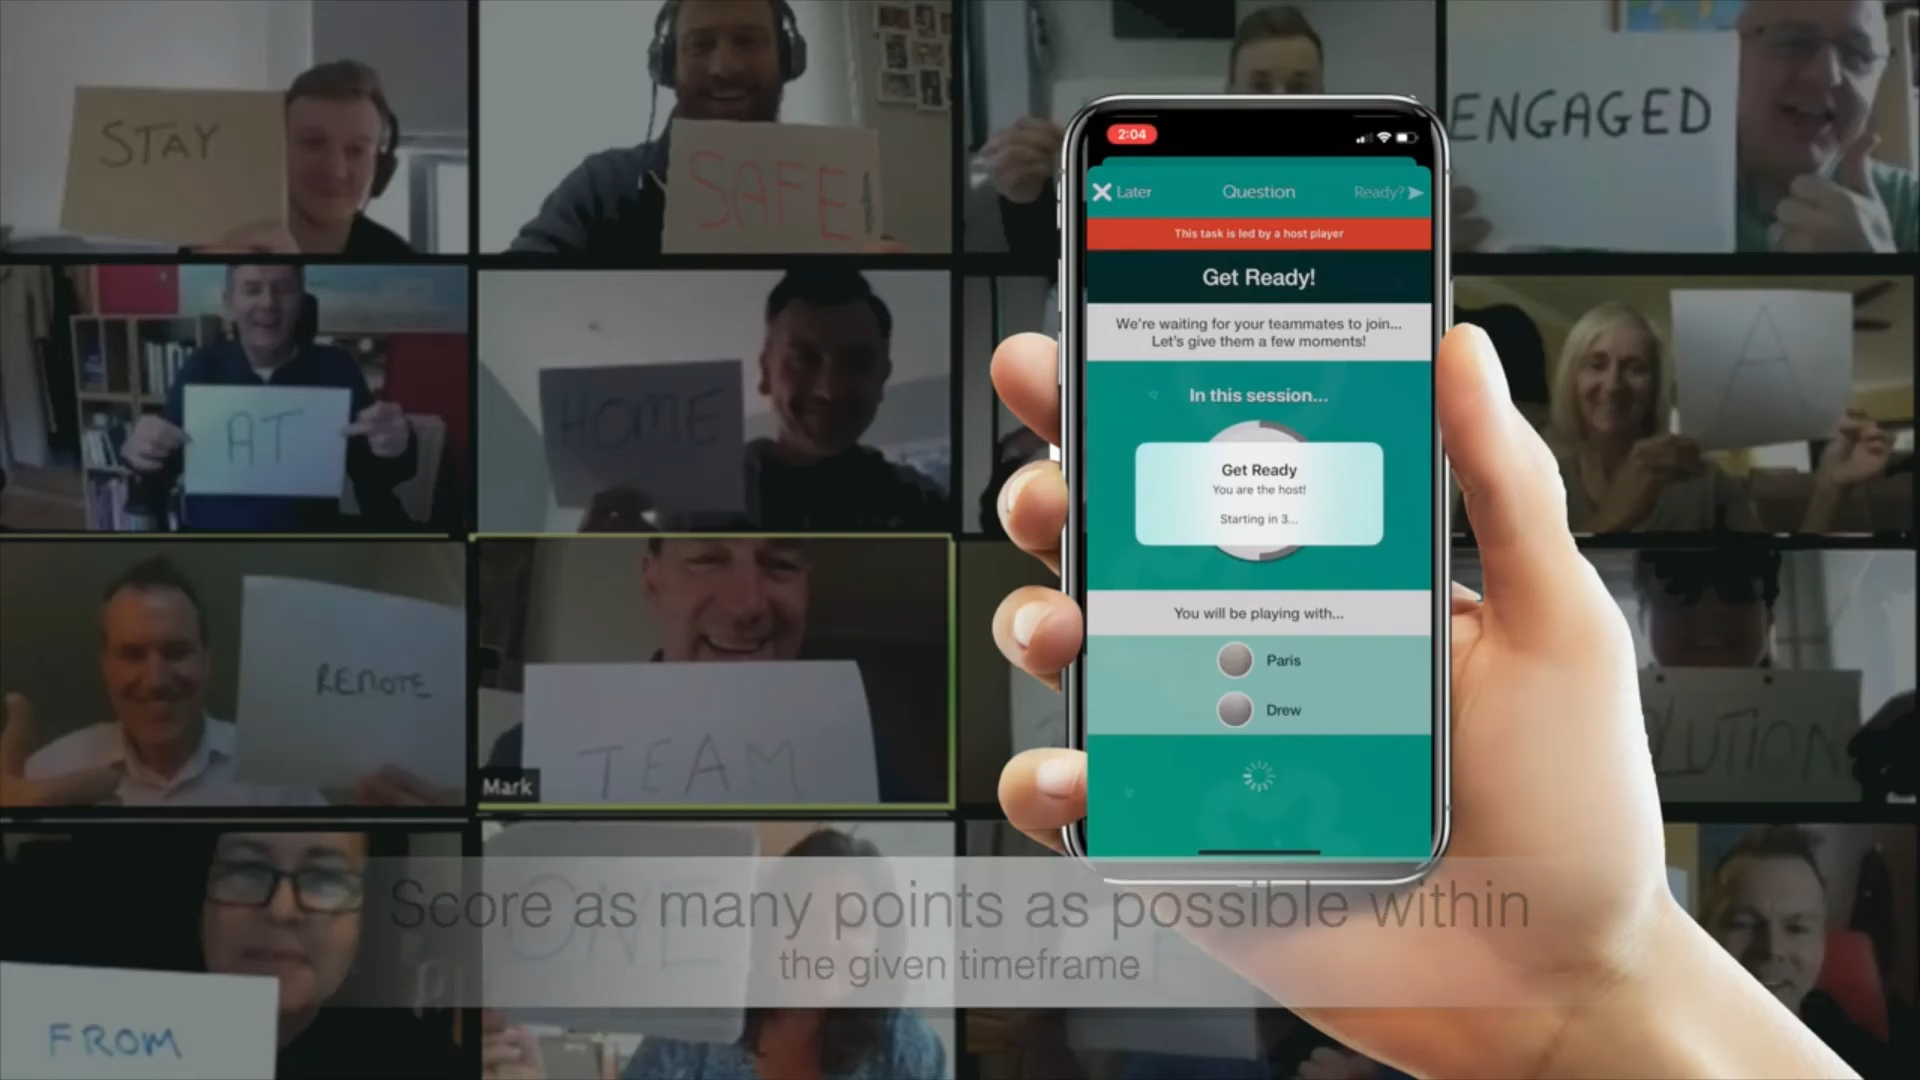 STAY
SAFE!
ENGAGED
AT
HOME
A
REMOTE
TEAM
Mark
ONE
FROM
2:04
Later
Question
Ready?
This task is led by a host player
Get Ready!
We're waiting for your teammates to join...
Let's give them a few moments!
In this session...
Get Ready
You are the host!
Starting in 3...
You will be playing with...
Paris
Drew
Score as many points as possible within
the given timeframe